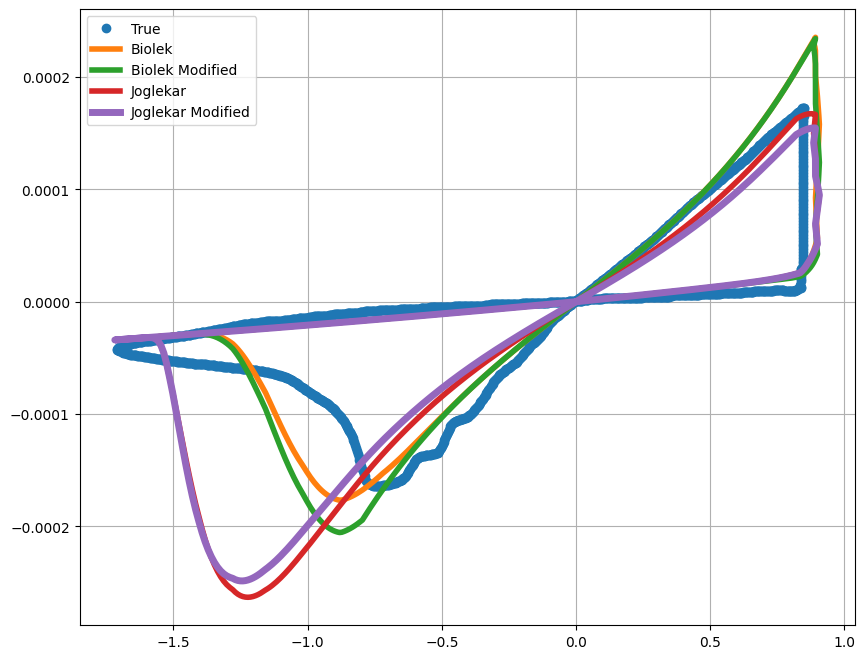 True
Biolek
Biolek Modified
Joglekar
Joglekar Modified
0.0002
0.0001
0.0000
−0.0001
−0.0002
−1.5
−1.0
−0.5
0.0
0.5
1.0